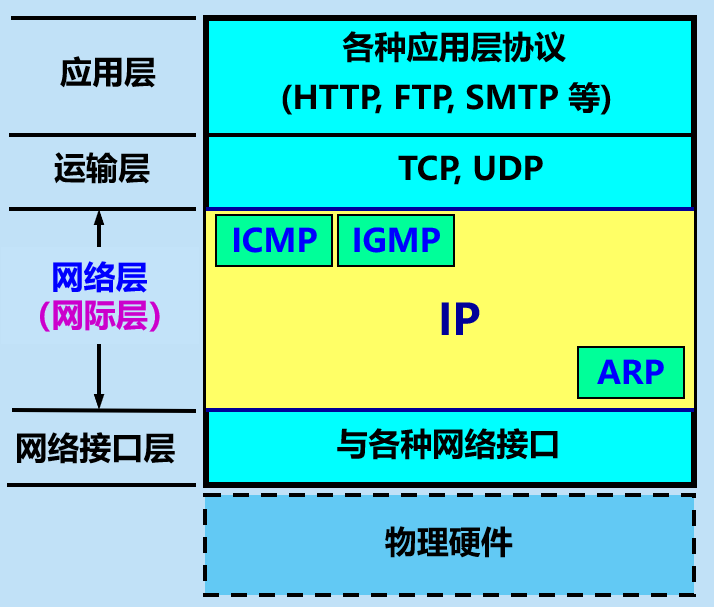 应用层
各种应用层协议
(HTTP, FTP, SMTP 等)
运输层
TCP, UDP
ICMP
IGMP
网络层
(网际层)
IP
ARP
网络接口层
与各种网络接口
物理硬件